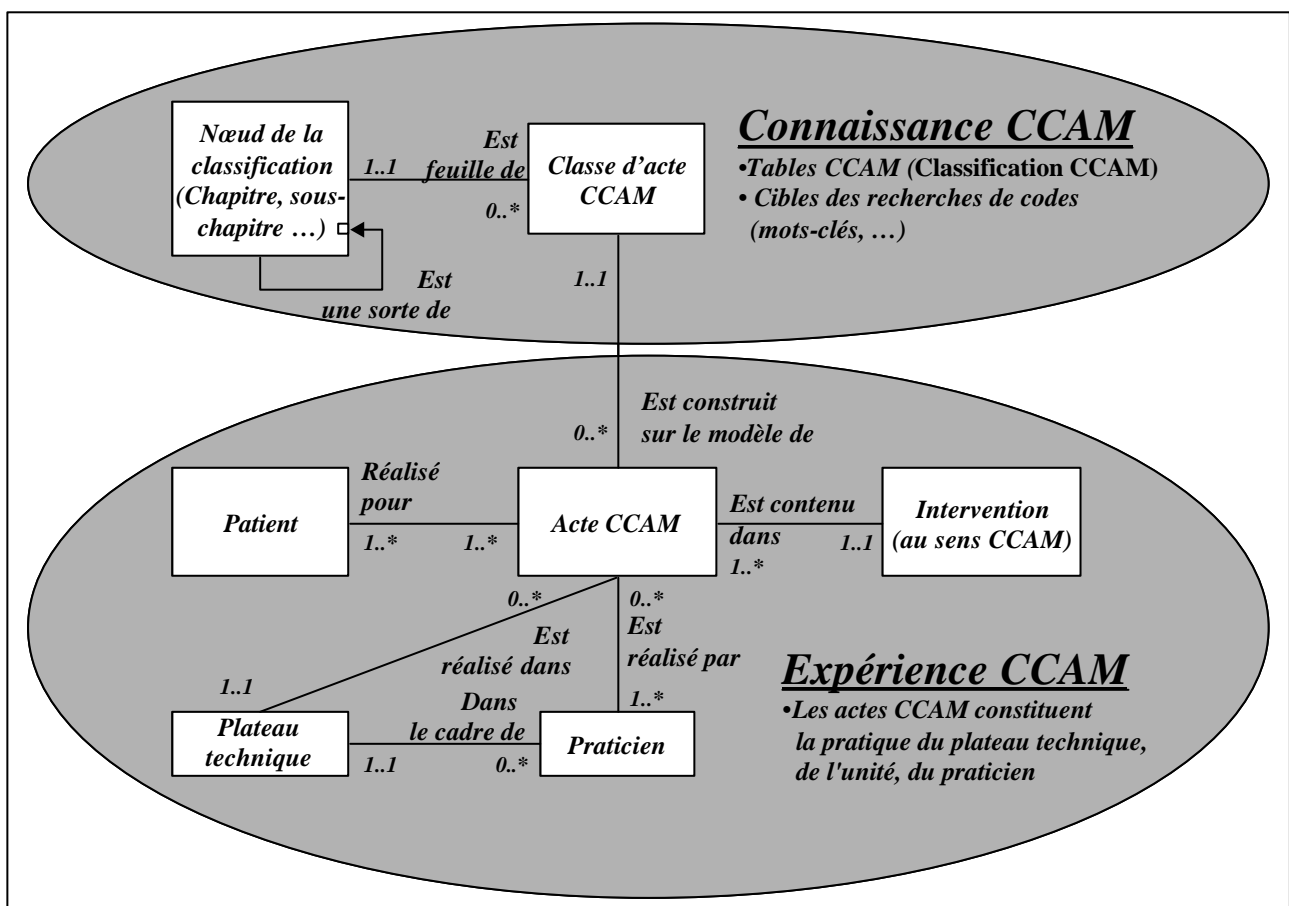 Nœud de la
classification
(Chapitre, sous-
chapitre …)
1..1
Est
feuille de
0..*
Classe d'acte
CCAM
Connaissance CCAM
•Tables CCAM (Classification CCAM)
• Cibles des recherches de codes
(mots-clés, …)
Est
une sorte de
1..1
Est construit
sur le modèle de
0..*
Patient
Réalisé
pour
1..*
1..*
Acte CCAM
Est contenu
dans
1..*
1..1
Intervention
(au sens CCAM)
0..*
0..*
Est
réalisé dans
Est
réalisé par
1..1
1..*
Plateau
technique
Dans
le cadre de
1..1
0..*
Praticien
Expérience CCAM
•Les actes CCAM constituent
la pratique du plateau technique,
de l'unité, du praticien